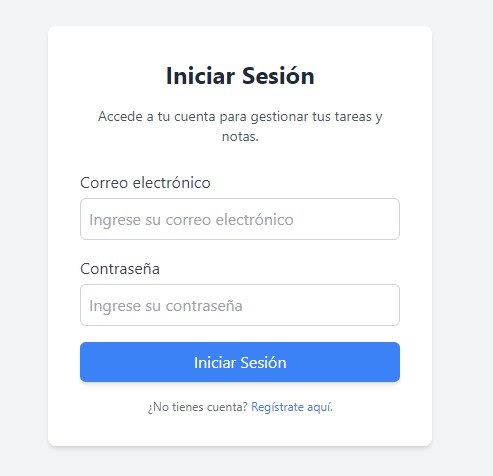 Iniciar Sesión
Accede a tu cuenta para gestionar tus tareas y
notas.
Correo electrónico
Ingrese su correo electrónico
Contraseña
Ingrese su contraseña
Iniciar Sesión
¿No tienes cuenta? Regístrate aquí.